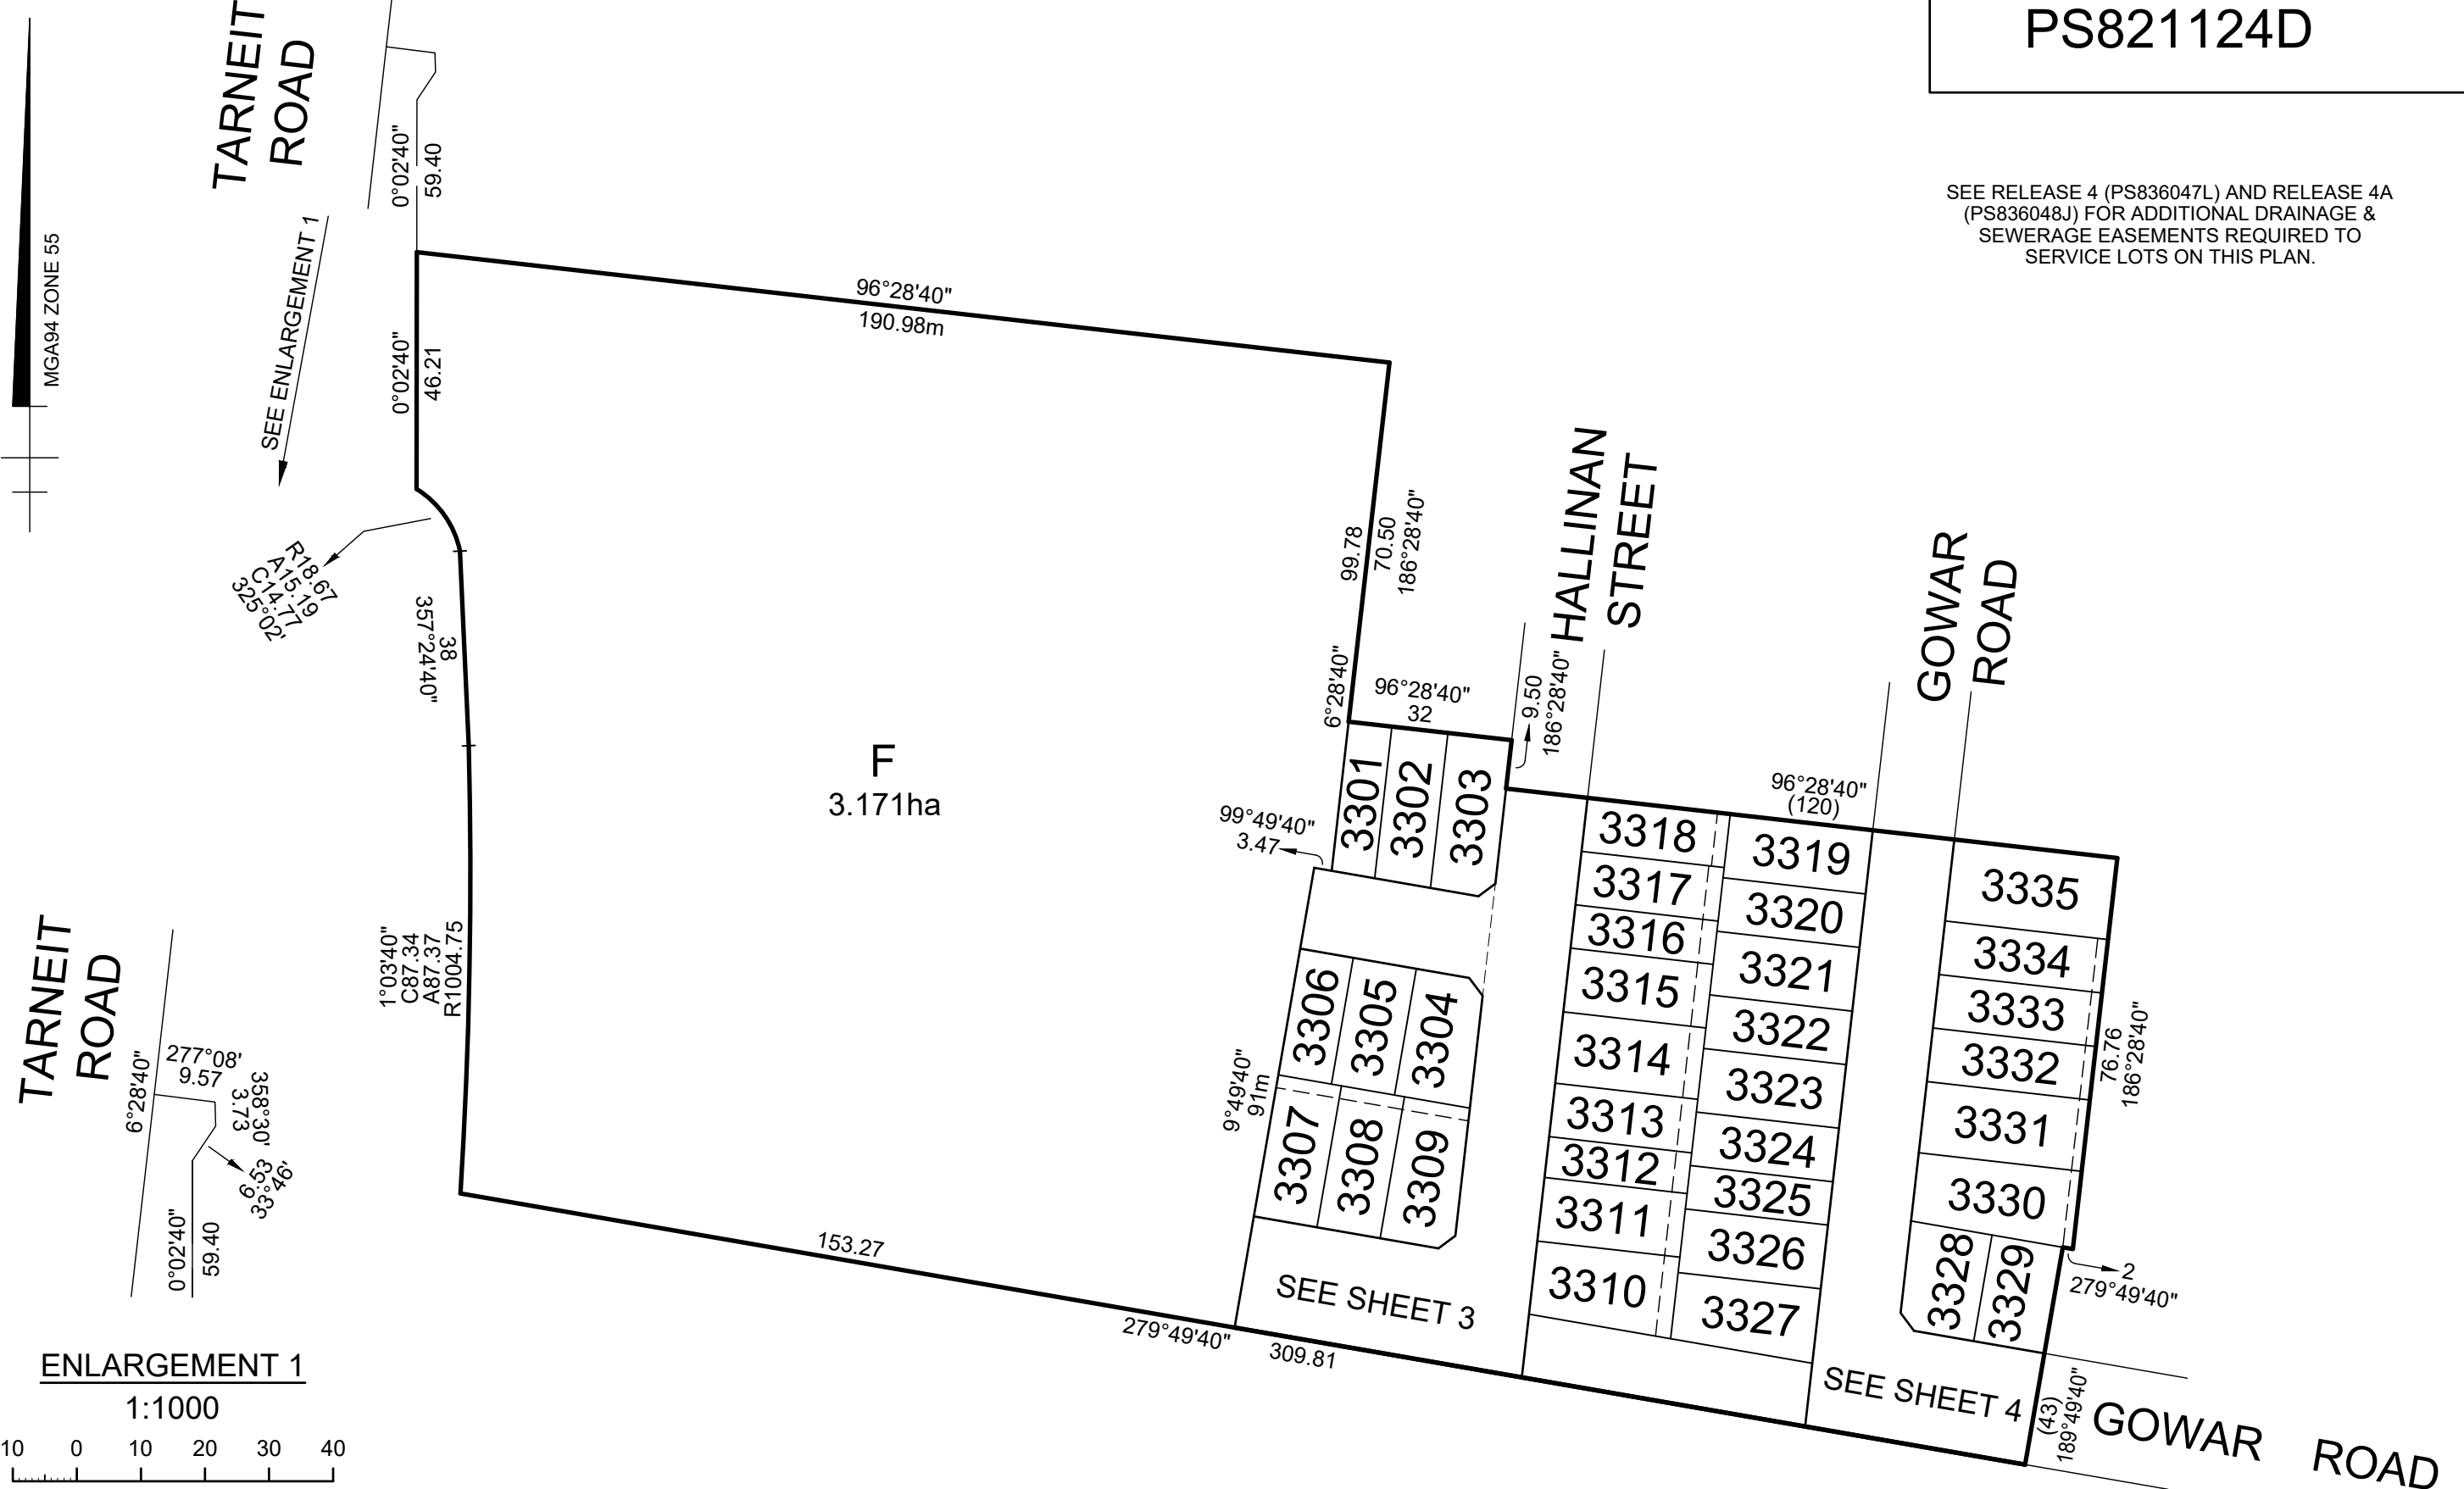 PS821124D
SEE RELEASE 4 (PS836047L) AND RELEASE 4A
(PS836048J) FOR ADDITIONAL DRAINAGE &
SEWERAGE EASEMENTS REQUIRED TO
SERVICE LOTS ON THIS PLAN.
TARNEIT
ROAD
MGA94 ZONE 55
SEE ENLARGEMENT 1
0°02'40"
59.40
96°28'40"
190.98m
0°02'40"
46.21
R18.67
A15.19
C14.77
325°02'
38
357°24'40"
1°03'40"
C87.34
A87.37
R1004.75
F
3.171ha
99.78
70.50
186°28'40"
6°28'40"
96°28'40"
32
9.50
186°28'40"
HALLINAN
STREET
GOWAR
ROAD
96°28'40"
(120)
99°49'40"
3.47
3301
3302
3303
3306
3305
3304
3307
3308
3309
9°49'40"
91m
3318
3317
3316
3315
3314
3313
3312
3311
3310
3319
3320
3321
3322
3323
3324
3325
3326
3327
3335
3334
3333
3332
3331
3330
3328
3329
76.76
186°28'40"
2
279°49'40"
(43)
189°49'40"
SEE SHEET 3
SEE SHEET 4
GOWAR ROAD
153.27
279°49'40"
309.81
TARNEIT
ROAD
6°28'40"
277°08'
9.57
358°30'
3.73
6.53
33°46'
0°02'40"
59.40
ENLARGEMENT 1
1:1000
10 0 10 20 30 40